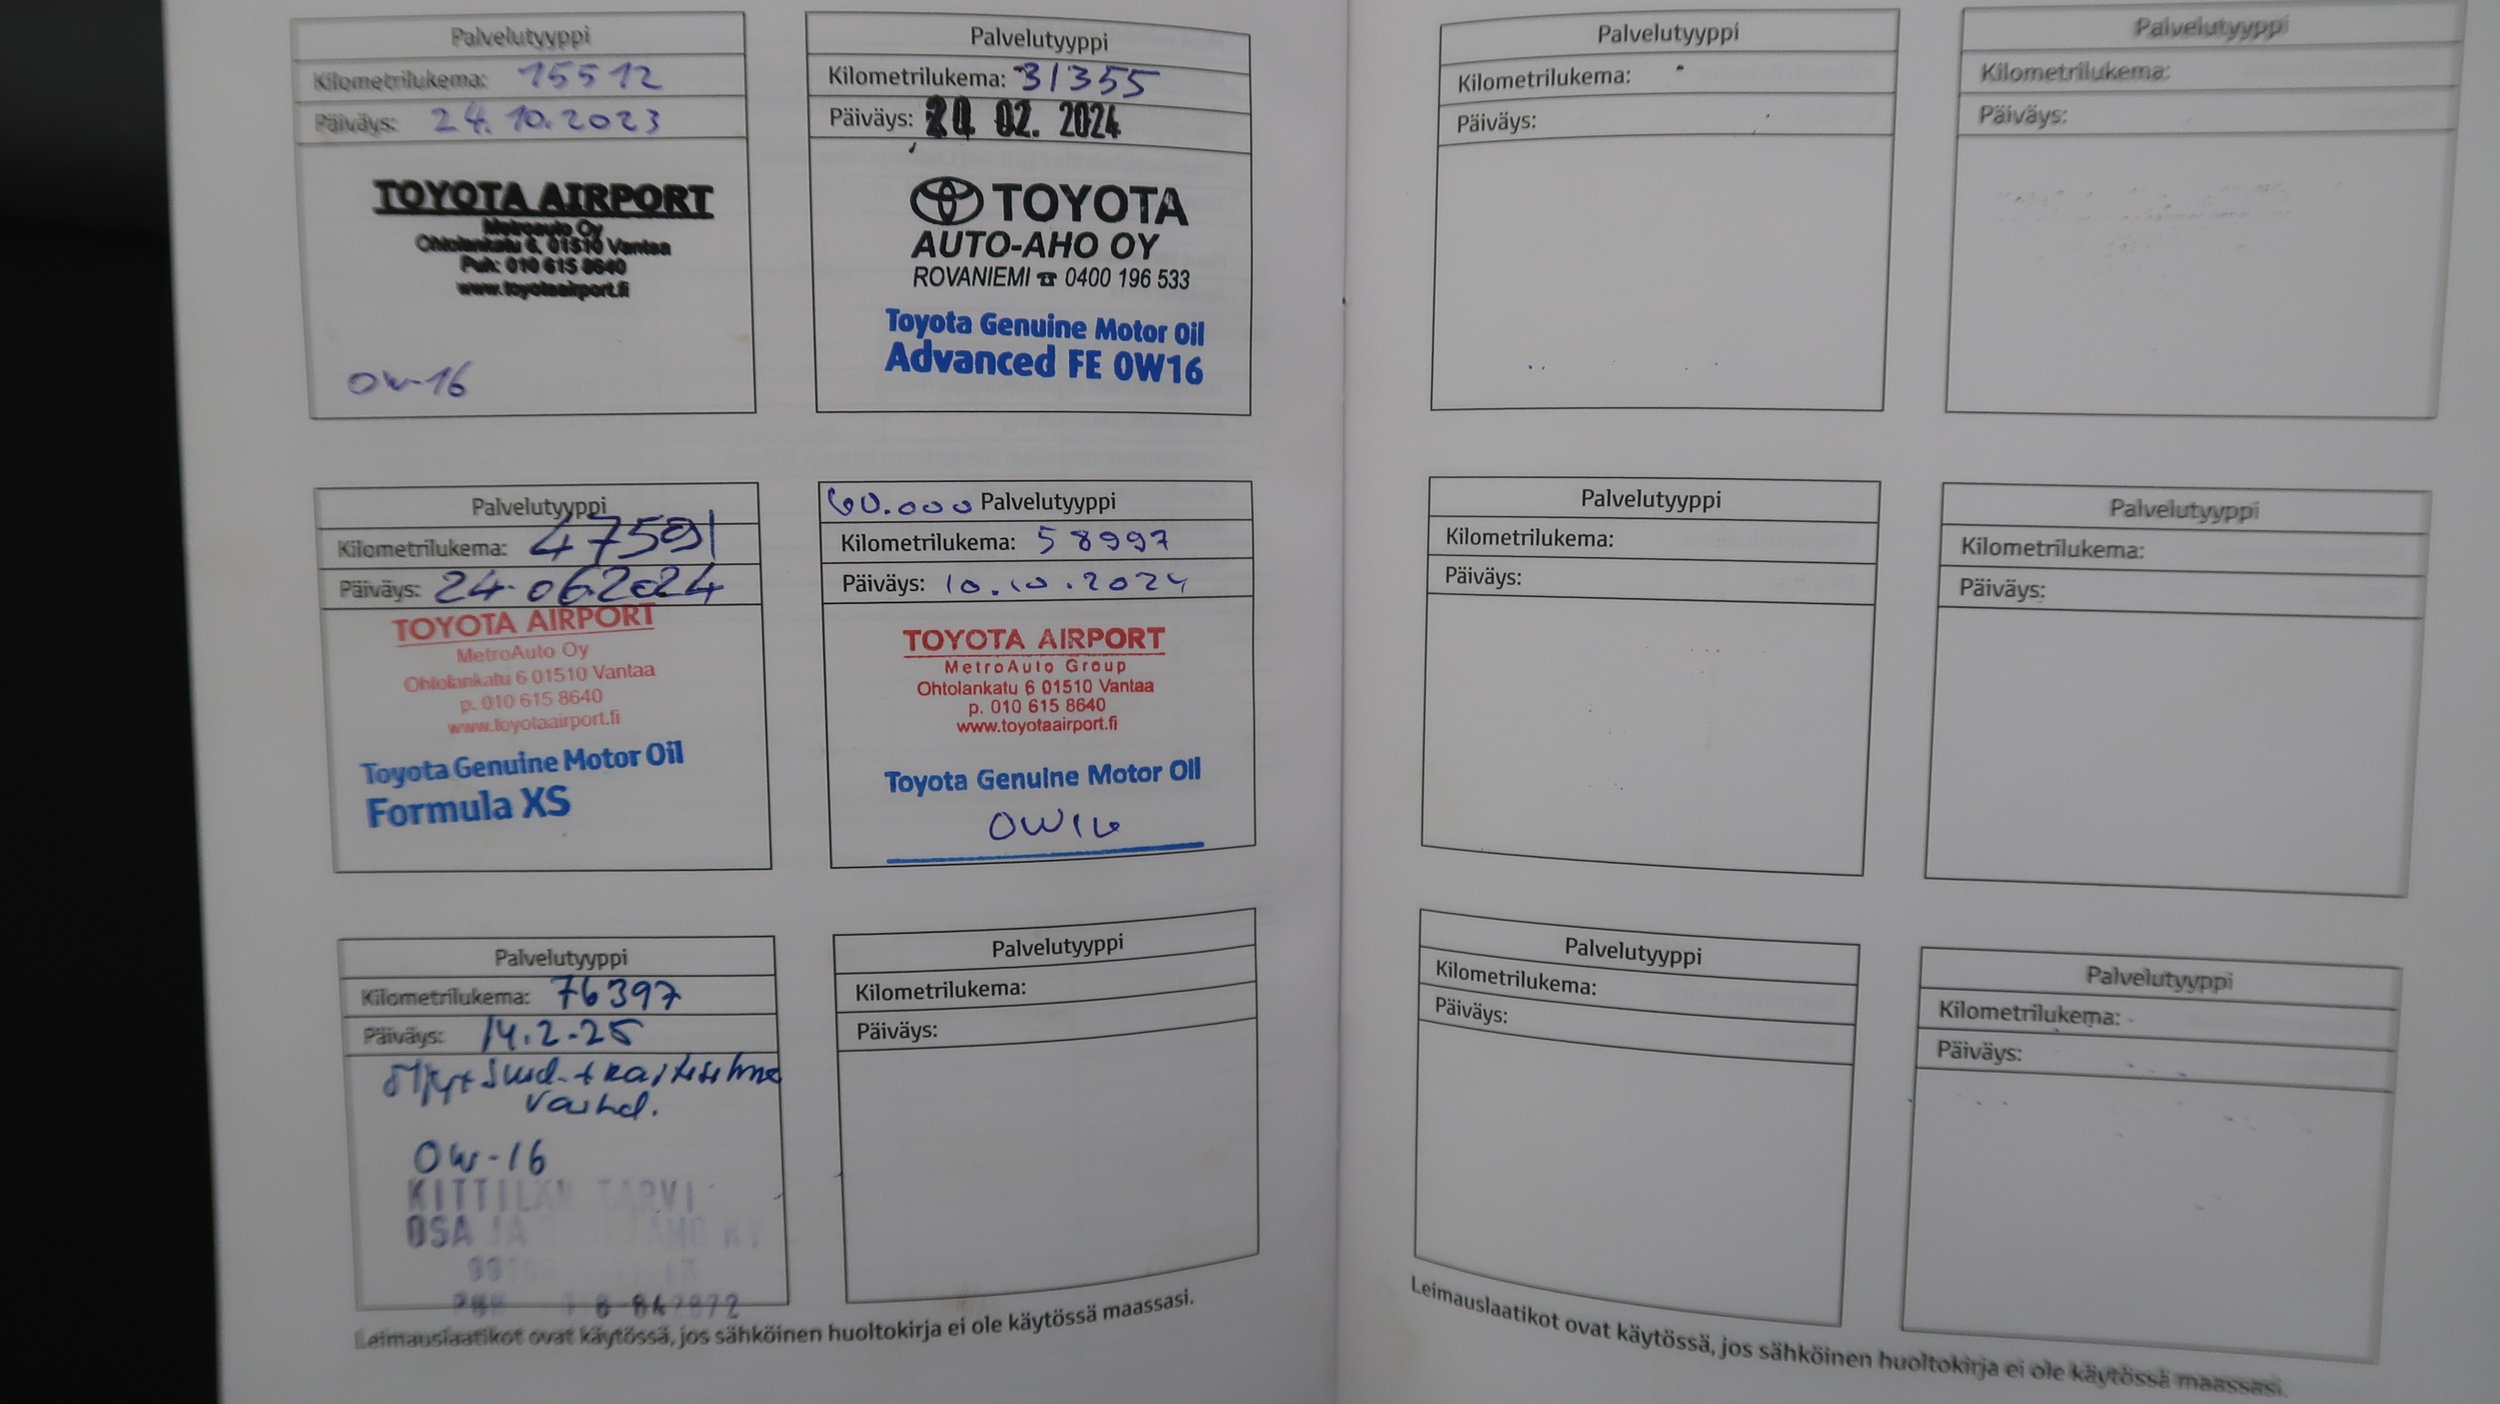 Palvelutyyppi
Kilometrilukema: 15512
Päiväys: 24.10.2023
TOYOTA AIRPORT
Metroauto Oy
Ohtolankatu 6, 01510 Vantaa
Puh: 010 615 8640
www.toyotaairport.fi
0W-16
Palvelutyyppi
Kilometrilukema: 31355
Päiväys: 02. 2024
TOYOTA
AUTO-AHO OY
ROVANIEMI ☎ 0400 196 533
Toyota Genuine Motor Oil
Advanced FE 0W16
Palvelutyyppi
Kilometrilukema: 47591
Päiväys: 24.06.2024
TOYOTA AIRPORT
MetroAuto Oy
Ohtolankatu 6 01510 Vantaa
p. 010 615 8640
www.toyotaairport.fi
Toyota Genuine Motor Oil
Formula XS
60.000 Palvelutyyppi
Kilometrilukema: 58997
Päiväys: 10.10.2024
TOYOTA AIRPORT
MetroAuto Group
Ohtolankatu 6 01510 Vantaa
p. 010 615 8640
www.toyotaairport.fi
Toyota Genuine Motor Oil
0W16
Palvelutyyppi
Kilometrilukema: 76397
Päiväys: 14.2-25
0W-16
KITTILÄN TARVI
OSA JA
Palvelutyyppi
Kilometrilukema:
Päiväys:
Leimauslaatikot ovat käytössä, jos sähköinen huoltokirja ei ole käytössä maassasi.
Palvelutyyppi
Kilometrilukema:
Päiväys:
Palvelutyyppi
Kilometrilukema:
Päiväys:
Palvelutyyppi
Kilometrilukema:
Päiväys:
Palvelutyyppi
Kilometrilukema:
Päiväys:
Palvelutyyppi
Kilometrilukema:
Päiväys:
Palvelutyyppi
Kilometrilukema:
Päiväys:
Leimauslaatikot ovat käytössä, jos sähköinen huoltokirja ei ole käytössä maassasi.